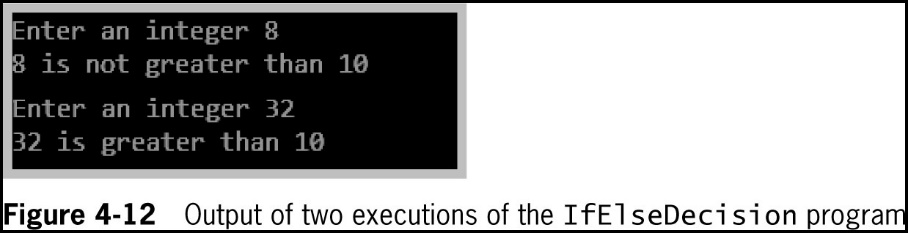 Enter an integer 8
8 is not greater than 10
Enter an integer 32
32 is greater than 10
Figure 4-12 Output of two executions of the IfElseDecision program